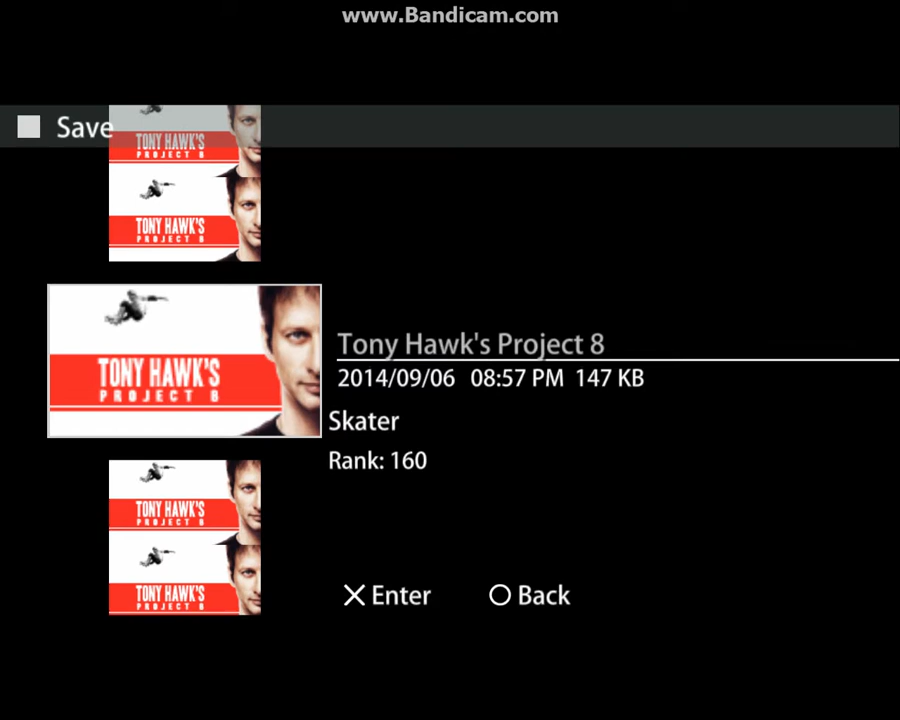 www.Bandicam.com
Save
TONY HAWK'S
PROJECT 8
TONY HAWK'S
PROJECT 8
TONY HAWK'S
PROJECT 8
Tony Hawk's Project 8
2014/09/06 08:57 PM 147 KB
Skater
Rank: 160
TONY HAWK'S
PROJECT 8
TONY HAWK'S
PROJECT 8
Enter
Back